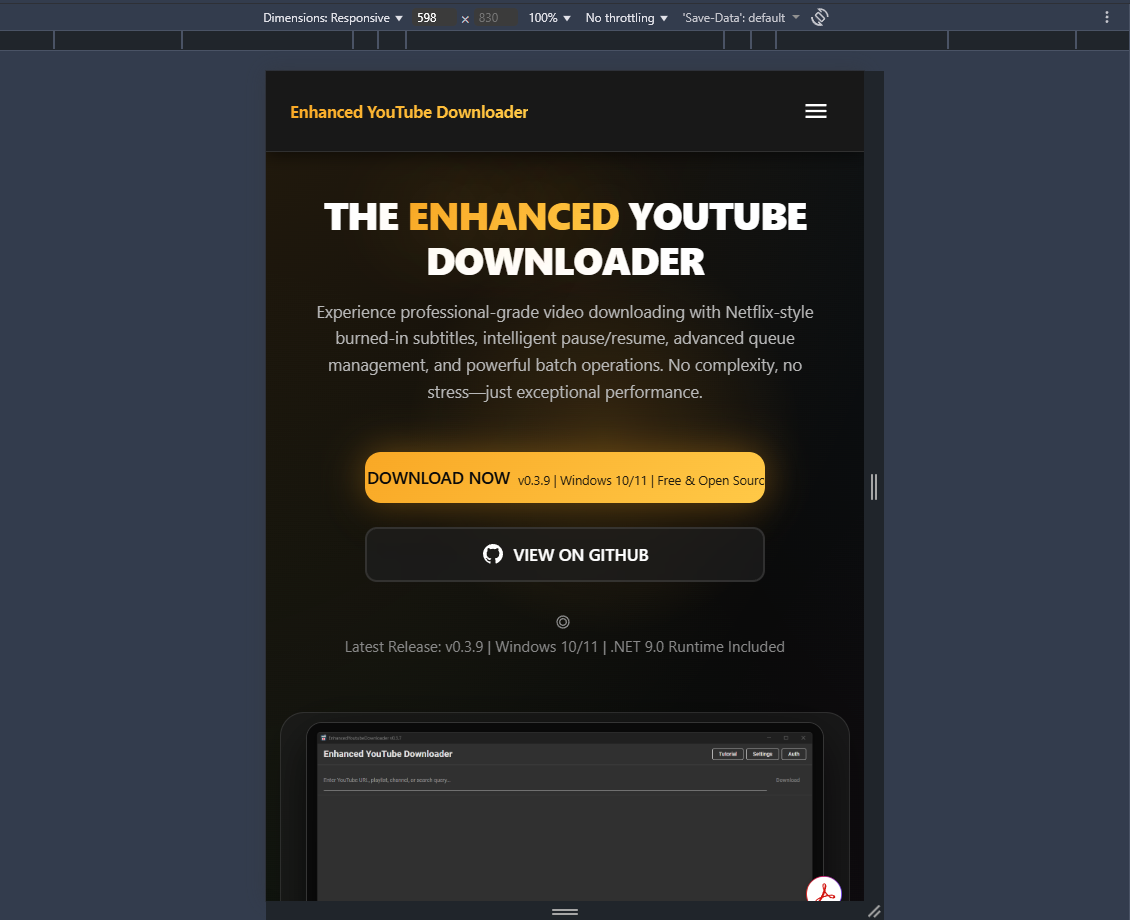 Dimensions: Responsive ▼ 598 × 830 100% ▼ No throttling ▼ 'Save-Data': default ▼
Enhanced YouTube Downloader
THE ENHANCED YOUTUBE
DOWNLOADER
Experience professional-grade video downloading with Netflix-style
burned-in subtitles, intelligent pause/resume, advanced queue
management, and powerful batch operations. No complexity, no
stress—just exceptional performance.
DOWNLOAD NOW v0.3.9 | Windows 10/11 | Free & Open Sourc
VIEW ON GITHUB
Latest Release: v0.3.9 | Windows 10/11 | .NET 9.0 Runtime Included
Enhanced YouTube Downloader Tutorial Settings Auth
Enter YouTube URL, playlist, channel, or search query... Download